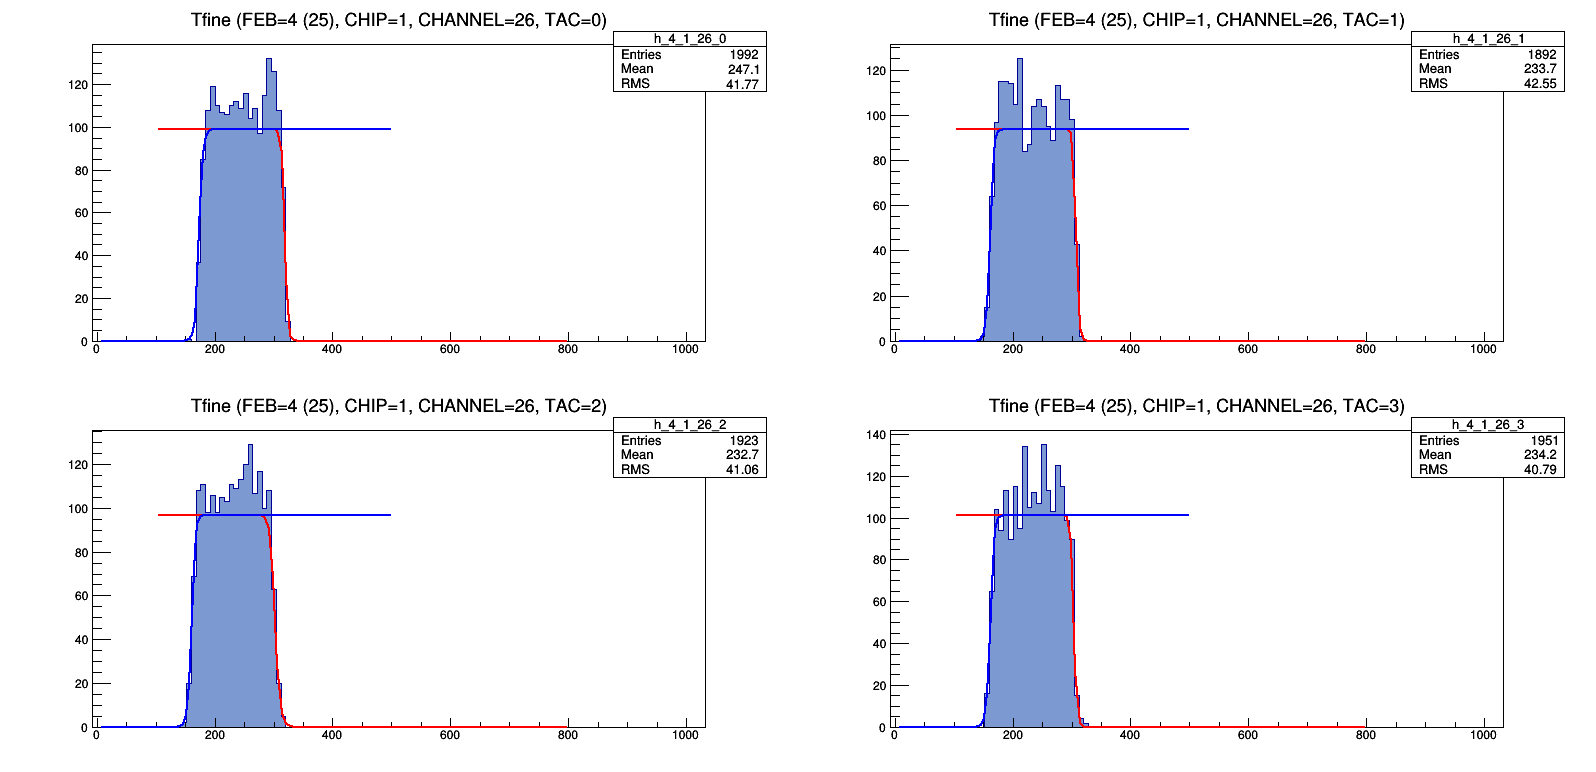 Tfine (FEB=4 (25), CHIP=1, CHANNEL=26, TAC=0)
h_4_1_26_0
Entries 1992
Mean 247.1
RMS 41.77
120
100
80
60
40
20
0
0 200 400 600 800 1000
Tfine (FEB=4 (25), CHIP=1, CHANNEL=26, TAC=1)
h_4_1_26_1
Entries 1892
Mean 233.7
RMS 42.55
120
100
80
60
40
20
0
0 200 400 600 800 1000
Tfine (FEB=4 (25), CHIP=1, CHANNEL=26, TAC=2)
h_4_1_26_2
Entries 1923
Mean 232.7
RMS 41.06
120
100
80
60
40
20
0
0 200 400 600 800 1000
Tfine (FEB=4 (25), CHIP=1, CHANNEL=26, TAC=3)
h_4_1_26_3
Entries 1951
Mean 234.2
RMS 40.79
140
120
100
80
60
40
20
0
0 200 400 600 800 1000